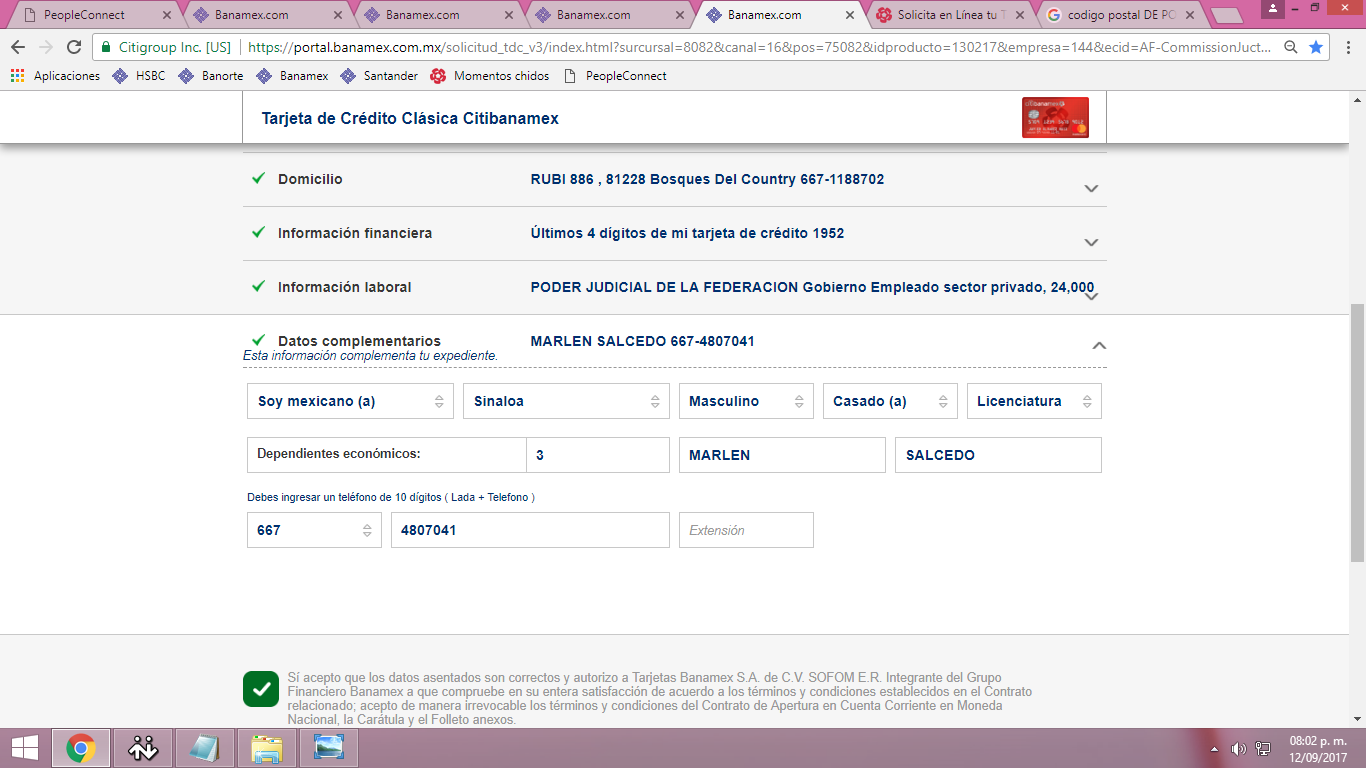 PeopleConnect
Banamex.com
Banamex.com
Banamex.com
Banamex.com
Solicita en Línea tu T
codigo postal DE PO
Citigroup Inc. [US]
https://portal.banamex.com.mx/solicitud_tdc_v3/index.html?surcursal=8082&canal=16&pos=75082&idproducto=130217&empresa=144&ecid=AF-CommissionJuct...
Aplicaciones
HSBC
Banorte
Banamex
Santander
Momentos chidos
PeopleConnect
Tarjeta de Crédito Clásica Citibanamex
Domicilio
RUBI 886 , 81228 Bosques Del Country 667-1188702
Información financiera
Últimos 4 dígitos de mi tarjeta de crédito 1952
Información laboral
PODER JUDICIAL DE LA FEDERACION Gobierno Empleado sector privado, 24,000
Datos complementarios
MARLEN SALCEDO 667-4807041
Esta información complementa tu expediente.
Soy mexicano (a)
Sinaloa
Masculino
Casado (a)
Licenciatura
Dependientes económicos:
3
MARLEN
SALCEDO
Debes ingresar un teléfono de 10 dígitos ( Lada + Telefono )
667
4807041
Extensión
Sí acepto que los datos asentados son correctos y autorizo a Tarjetas Banamex S.A. de C.V. SOFOM E.R. Integrante del Grupo
Financiero Banamex a que compruebe en su entera satisfacción de acuerdo a los términos y condiciones establecidos en el Contrato
relacionado; acepto de manera irrevocable los términos y condiciones del Contrato de Apertura en Cuenta Corriente en Moneda
Nacional, la Carátula y el Folleto anexos.
08:02 p. m.
12/09/2017